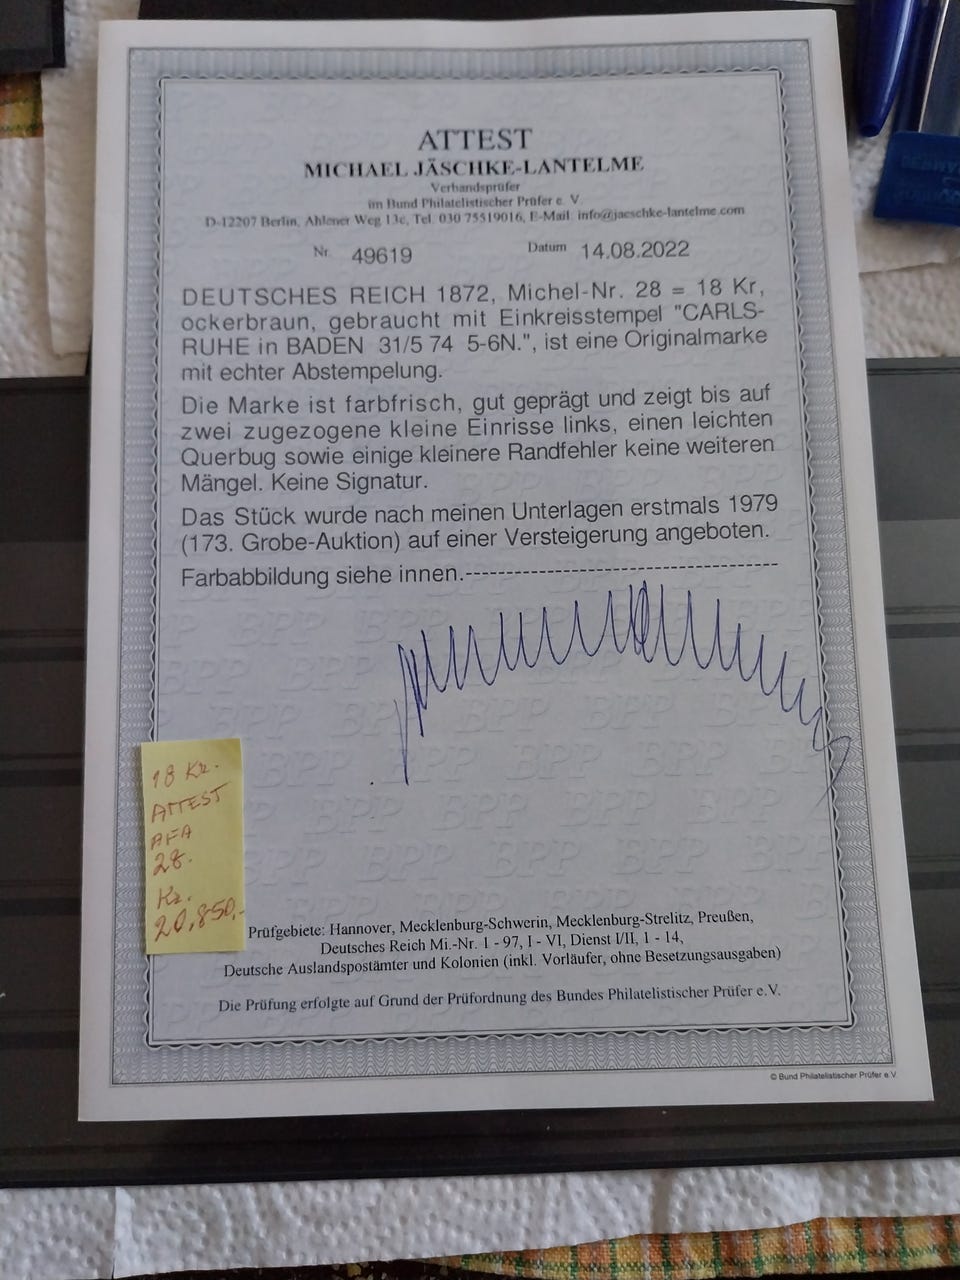 ATTEST
MICHAEL JÄSCHKE-LANTELME
Verbandsprüfer
im Bund Philatelistischer Prüfer e. V.
D-12207 Berlin, Ahlener Weg 13c, Tel. 030 75519016, E-Mail: info@jaeschke-lantelme.com
Nr. 49619 Datum 14.08.2022
DEUTSCHES REICH 1872, Michel-Nr. 28 = 18 Kr,
ockerbraun, gebraucht mit Einkreisstempel "CARLS-
RUHE in BADEN 31/5 74 5-6N.", ist eine Originalmarke
mit echter Abstempelung.
Die Marke ist farbfrisch, gut geprägt und zeigt bis auf
zwei zugezogene kleine Einrisse links, einen leichten
Querbug sowie einige kleinere Randfehler keine weiteren
Mängel. Keine Signatur.
Das Stück wurde nach meinen Unterlagen erstmals 1979
(173. Grobe-Auktion) auf einer Versteigerung angeboten.
Farbabbildung siehe innen.-----------------------------------
18 Kr.
ATTEST
AFA
28.
Kr.
20,850,-
Prüfgebiete: Hannover, Mecklenburg-Schwerin, Mecklenburg-Strelitz, Preußen,
Deutsches Reich Mi.-Nr. 1 - 97, I - VI, Dienst I/II, 1 - 14,
Deutsche Auslandspostämter und Kolonien (inkl. Vorläufer, ohne Besetzungsausgaben)
Die Prüfung erfolgte auf Grund der Prüfordnung des Bundes Philatelistischer Prüfer e.V.
© Bund Philatelistischer Prüfer e.V